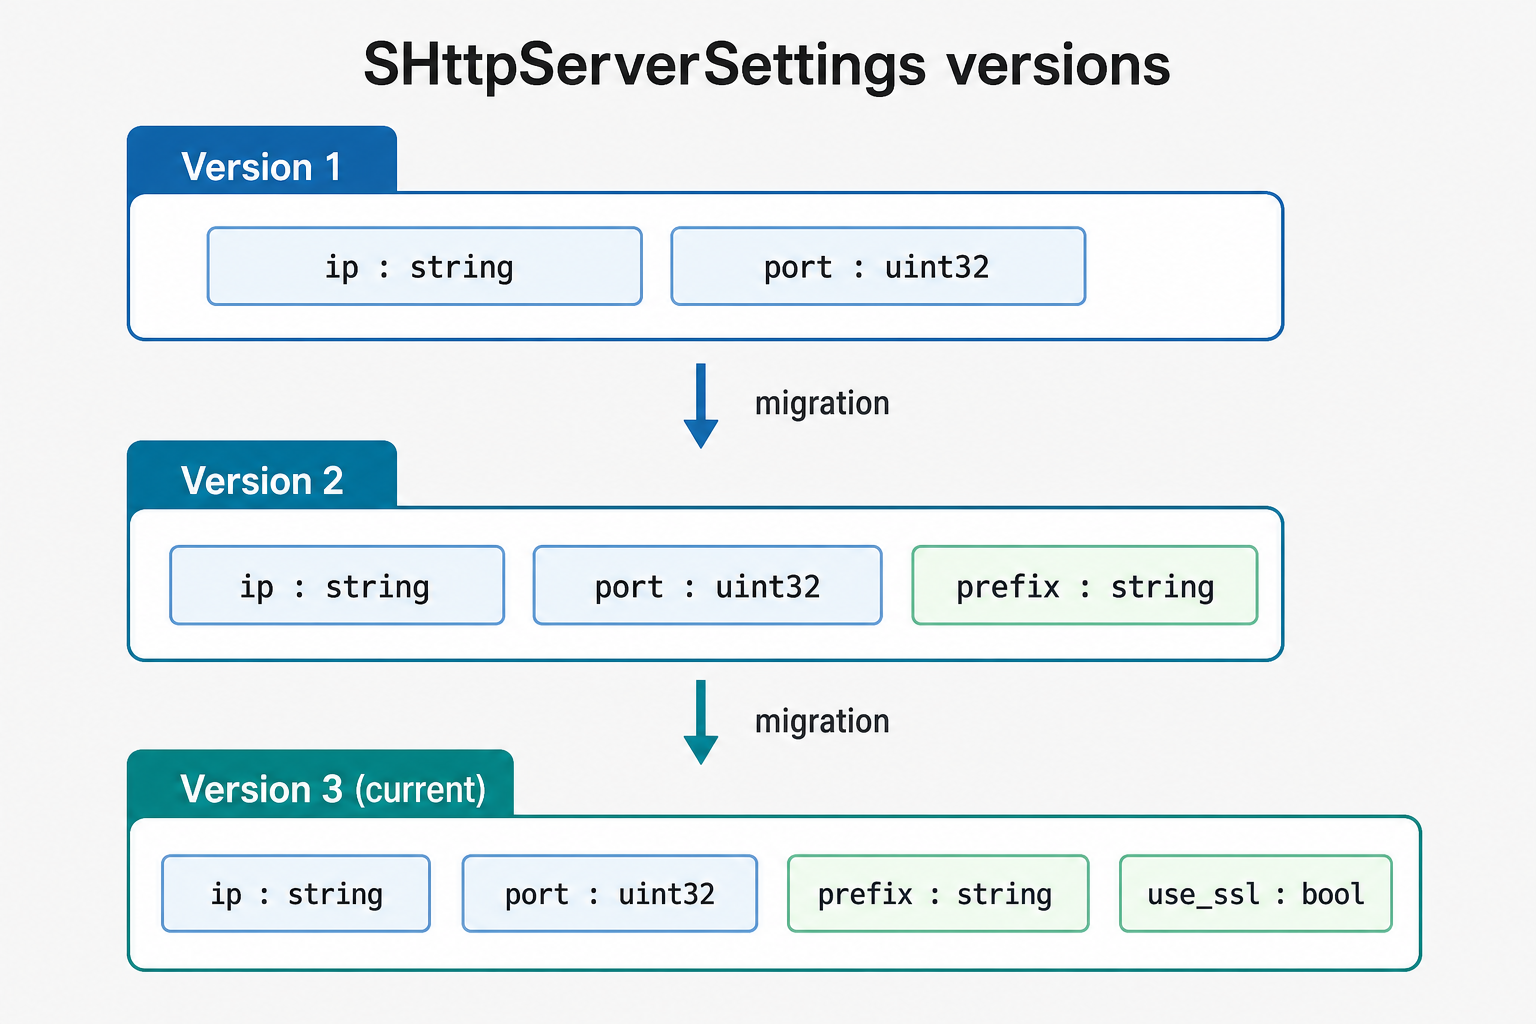 SHttpServerSettings versions
Version 1
ip : string
port : uint32
migration
Version 2
ip : string
port : uint32
prefix : string
migration
Version 3 (current)
ip : string
port : uint32
prefix : string
use_ssl : bool